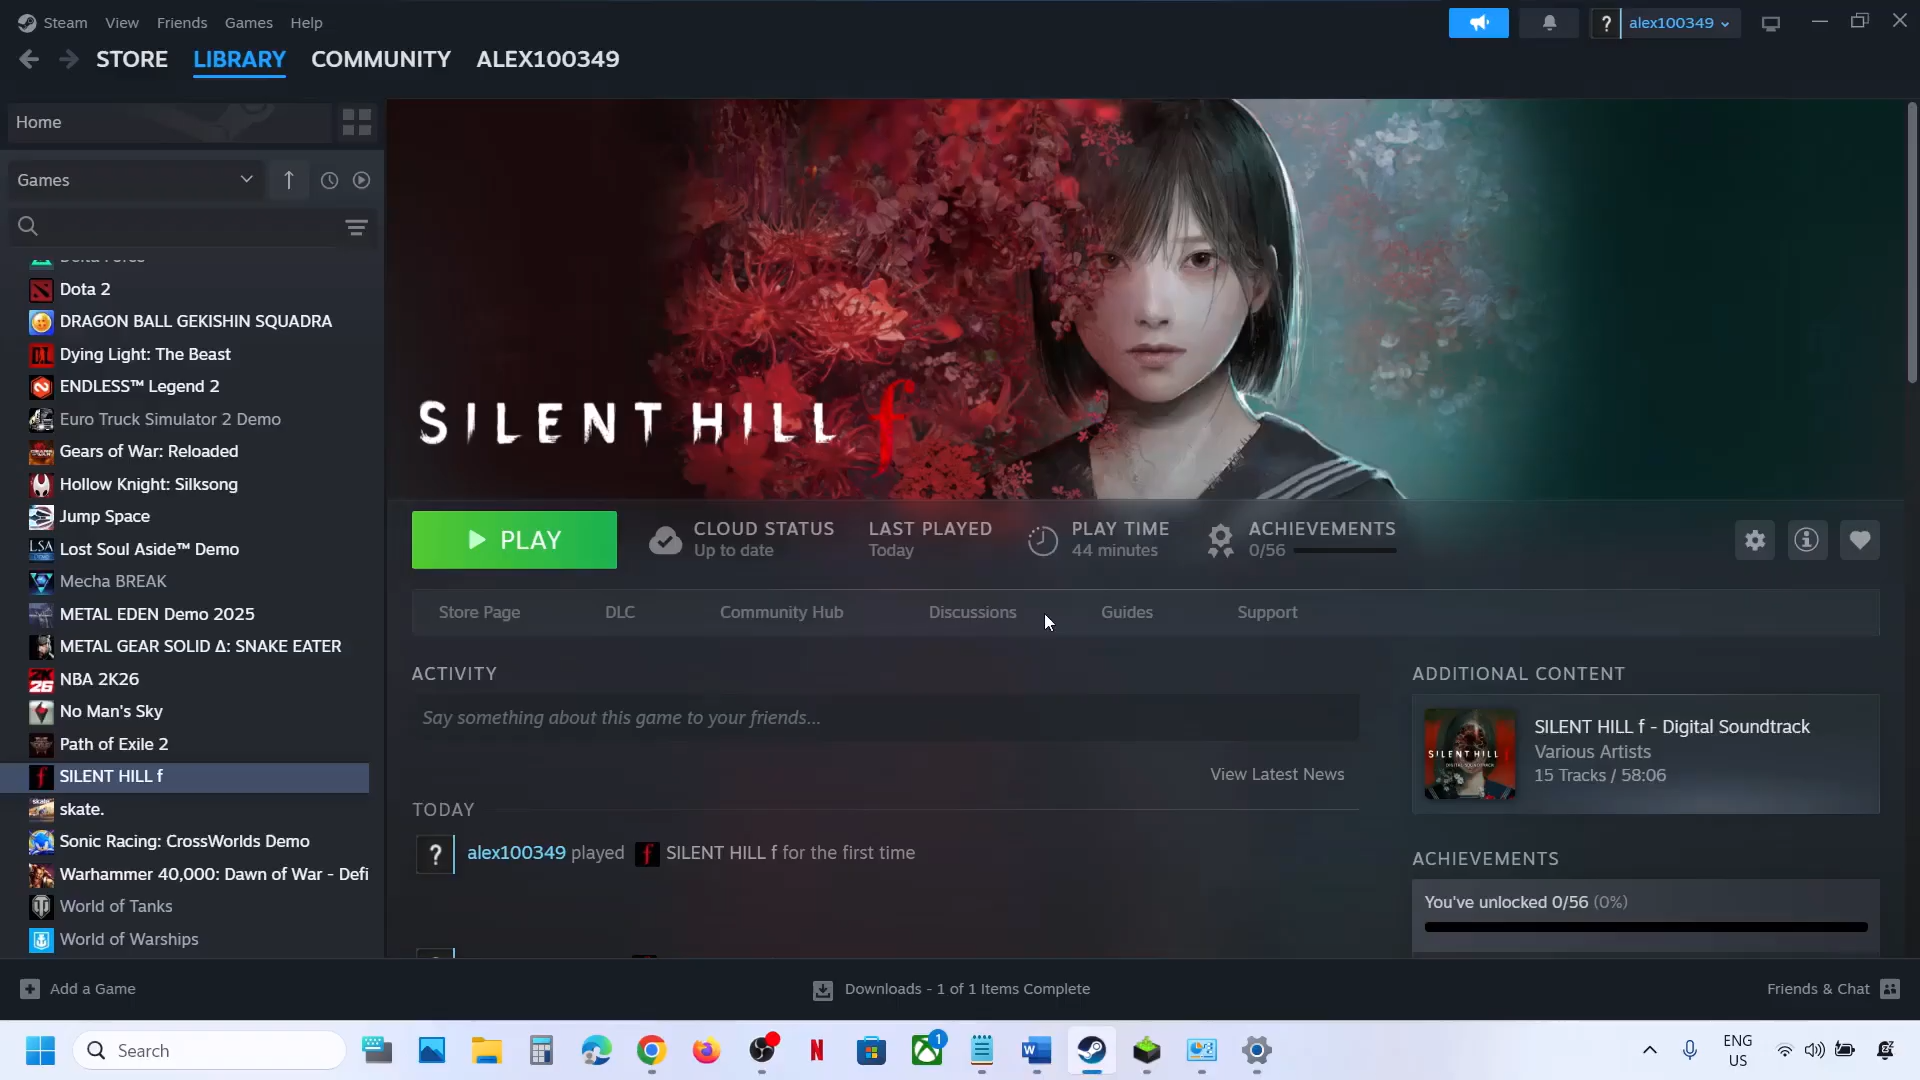 Steam View Friends Games Help
alex100349
STORE LIBRARY COMMUNITY ALEX100349
Home
Games
Dota 2
DRAGON BALL GEKISHIN SQUADRA
Dying Light: The Beast
ENDLESS™ Legend 2
Euro Truck Simulator 2 Demo
Gears of War: Reloaded
Hollow Knight: Silksong
Jump Space
Lost Soul Aside™ Demo
Mecha BREAK
METAL EDEN Demo 2025
METAL GEAR SOLID Δ: SNAKE EATER
NBA 2K26
No Man's Sky
Path of Exile 2
SILENT HILL f
skate.
Sonic Racing: CrossWorlds Demo
Warhammer 40,000: Dawn of War - Defi
World of Tanks
World of Warships
SILENT HILL f
PLAY
CLOUD STATUS
Up to date
LAST PLAYED
Today
PLAY TIME
44 minutes
ACHIEVEMENTS
0/56
Store Page DLC Community Hub Discussions Guides Support
ACTIVITY
Say something about this game to your friends...
View Latest News
TODAY
alex100349 played SILENT HILL f for the first time
ADDITIONAL CONTENT
SILENT HILL f - Digital Soundtrack
Various Artists
15 Tracks / 58:06
ACHIEVEMENTS
You've unlocked 0/56 (0%)
Add a Game
Downloads - 1 of 1 Items Complete
Friends & Chat
Search
1
ENG
US